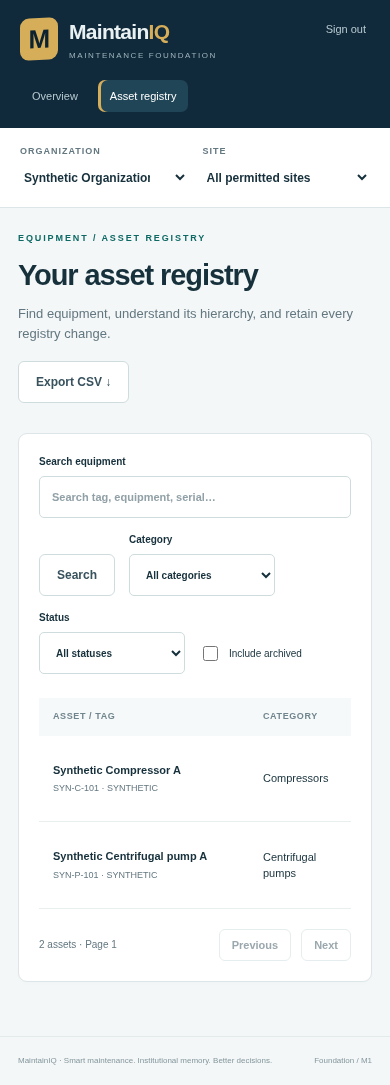 M
MaintainIQ
MAINTENANCE FOUNDATION
Sign out
Overview
Asset registry
ORGANIZATION
SITE
Synthetic Organization
All permitted sites
EQUIPMENT / ASSET REGISTRY
Your asset registry
Find equipment, understand its hierarchy, and retain every
registry change.
Export CSV ↓
Search equipment
Search tag, equipment, serial…
Category
Search
All categories
Status
All statuses
Include archived
ASSET / TAG
CATEGORY
Synthetic Compressor A
SYN-C-101 · SYNTHETIC
Compressors
Synthetic Centrifugal pump A
SYN-P-101 · SYNTHETIC
Centrifugal
pumps
2 assets · Page 1
Previous
Next
MaintainIQ · Smart maintenance. Institutional memory. Better decisions.
Foundation / M1